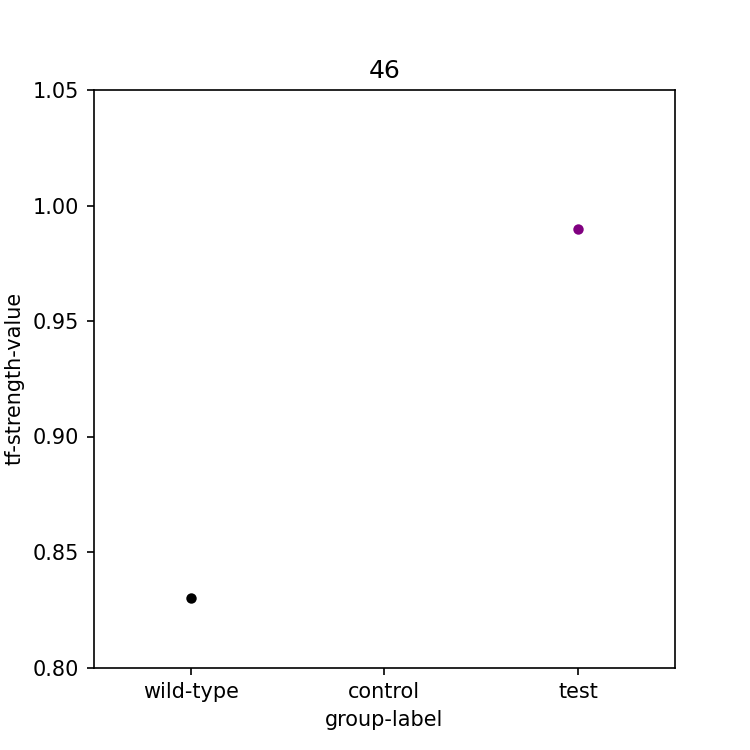 46
1.05
1.00
0.95
0.90
0.85
0.80
tf-strength-value
wild-type control test
group-label